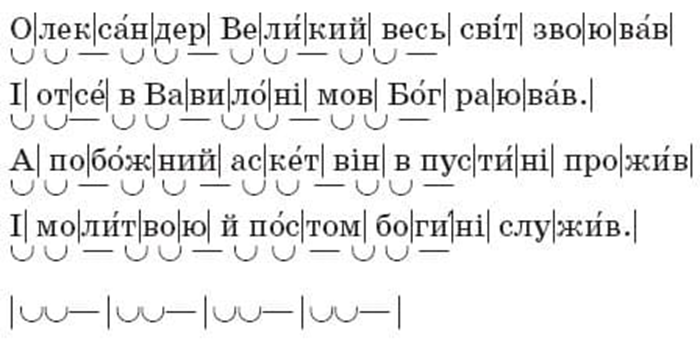 О|лек|са́н|дер| Ве|ли́|кий| весь| сві́т| зво|ю|ва́в|
І| от|се́| в Ва|ви|ло́|ні| мов| Бо́г| ра|ю|ва́в.|
А| по|бо́ж|ний| ас|ке́т| він| в пус|ти́|ні| про|жи́в|
І| мо|ли́т|во|ю| й по́с|том| бо|ги́|ні| слу|жи́в.|